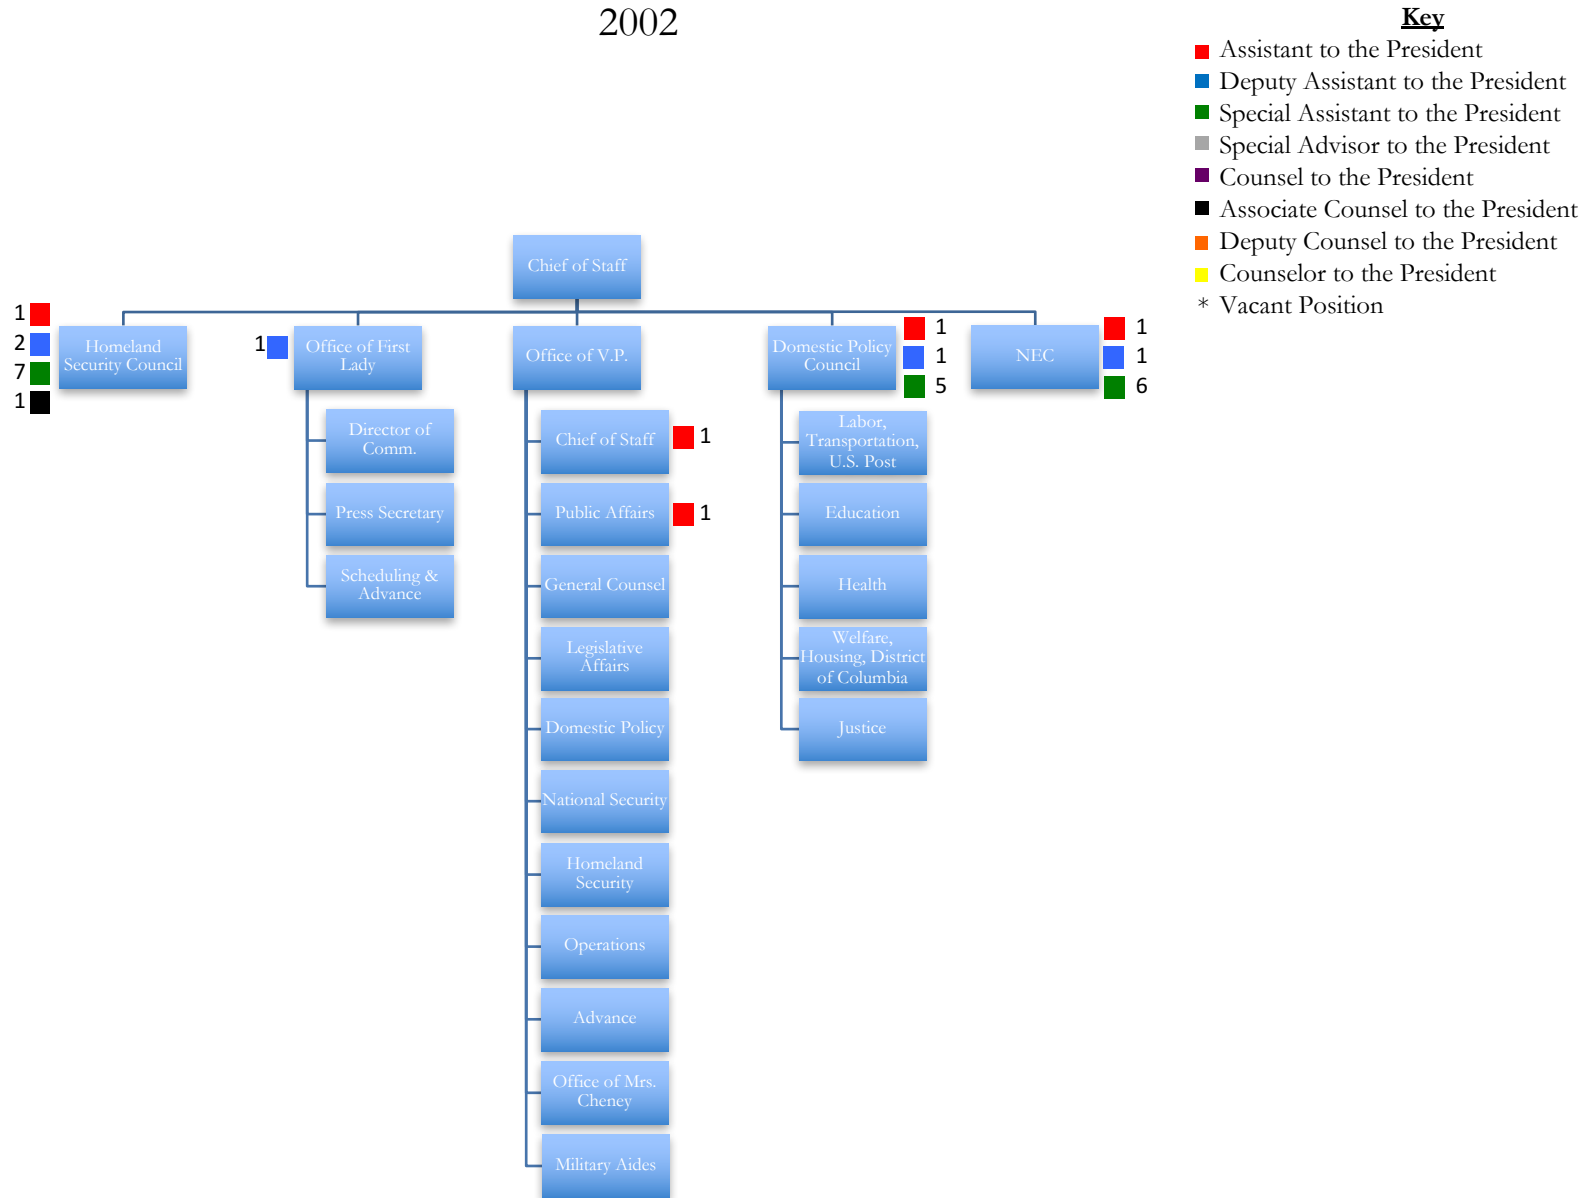 2002
Key
Assistant to the President
Deputy Assistant to the President
Special Assistant to the President
Special Advisor to the President
Counsel to the President
Associate Counsel to the President
Deputy Counsel to the President
Counselor to the President
* Vacant Position
Chief of Staff
1
2
7
1
Homeland
Security Council
1
Office of First
Lady
Office of V.P.
Domestic Policy
Council
1
1
5
NEC
1
1
6
Director of
Comm.
Press Secretary
Scheduling &
Advance
Chief of Staff
1
Public Affairs
1
General Counsel
Legislative
Affairs
Domestic Policy
National Security
Homeland
Security
Operations
Advance
Office of Mrs.
Cheney
Military Aides
Labor,
Transportation,
U.S. Post
Education
Health
Welfare,
Housing, District
of Columbia
Justice